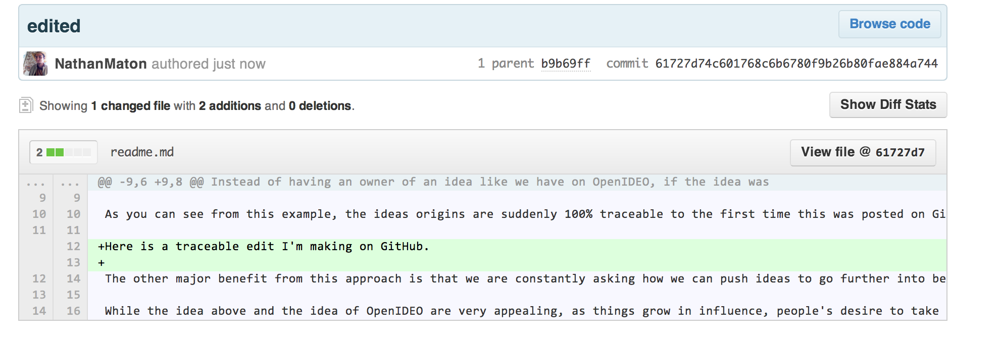 edited
Browse code
NathanMaton authored just now
1 parent b9b69ff commit 61727d74c601768c6b6780f9b26b80fae884a744
Showing 1 changed file with 2 additions and 0 deletions.
Show Diff Stats
2 readme.md
View file @ 61727d7
... ... @@ -9,6 +9,8 @@ Instead of having an owner of an idea like we have on OpenIDEO, if the idea was
9 9
10 10 As you can see from this example, the ideas origins are suddenly 100% traceable to the first time this was posted on Gi
11 11
12 +Here is a traceable edit I'm making on GitHub.
13 +
12 14 The other major benefit from this approach is that we are constantly asking how we can push ideas to go further into be
13 15
14 16 While the idea above and the idea of OpenIDEO are very appealing, as things grow in influence, people's desire to take